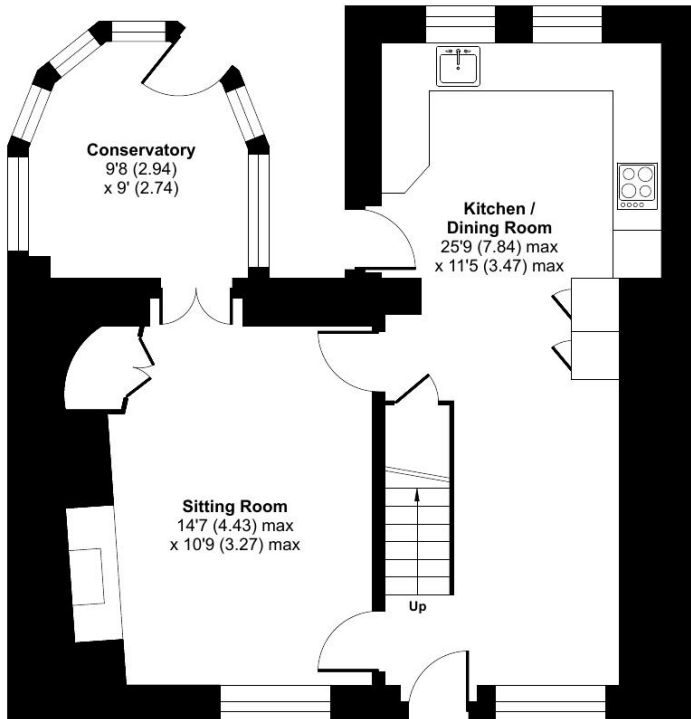 Conservatory
9'8 (2.94)
x 9' (2.74)
Kitchen /
Dining Room
25'9 (7.84) max
x 11'5 (3.47) max
Sitting Room
14'7 (4.43) max
x 10'9 (3.27) max
Up